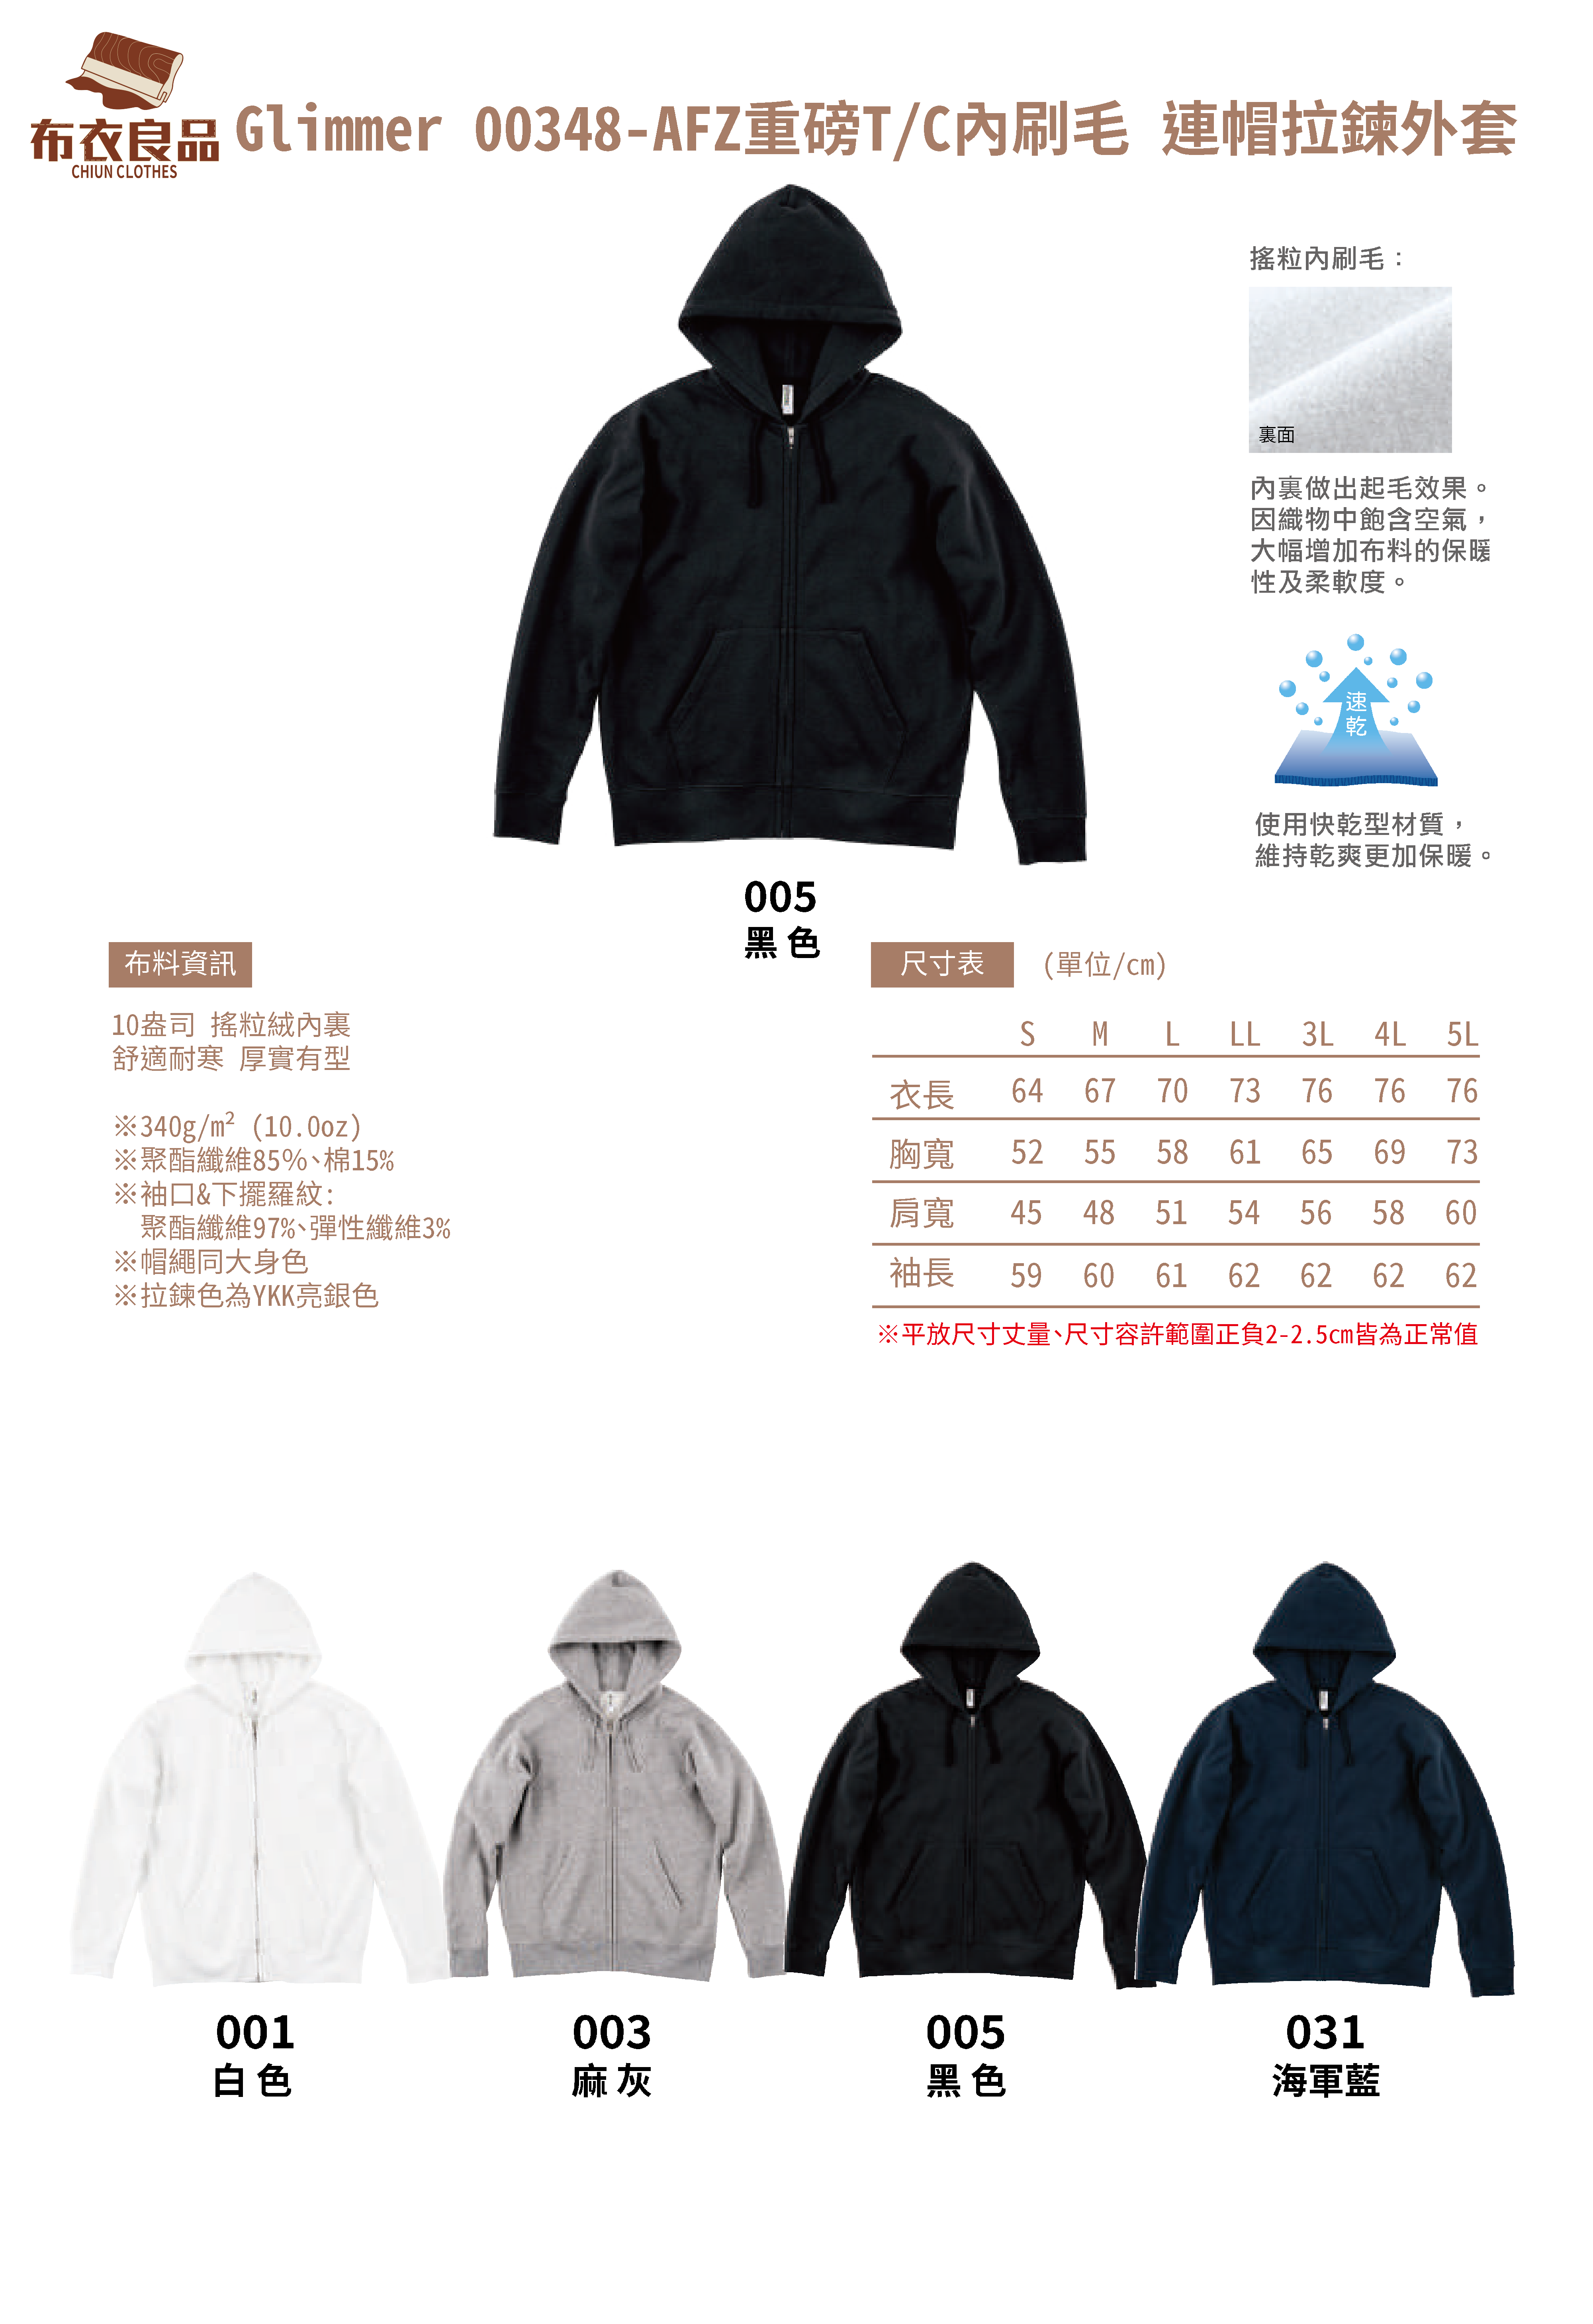 布衣良品
CHIUN CLOTHES
Glimmer 00348-AFZ重磅T/C內刷毛 連帽拉鍊外套
搖粒內刷毛：
裏面
內裏做出起毛效果。
因織物中飽含空氣，
大幅增加布料的保暖
性及柔軟度。
速
乾
使用快乾型材質，
維持乾爽更加保暖。
005
黑色
布料資訊
10盎司 搖粒絨內裏
舒適耐寒 厚實有型
※340g/m² (10.0oz)
※聚酯纖維85%、棉15%
※袖口&下擺羅紋:
聚酯纖維97%、彈性纖維3%
※帽繩同大身色
※拉鍊色為YKK亮銀色
尺寸表 (單位/cm)
S M L LL 3L 4L 5L
衣長 64 67 70 73 76 76 76
胸寬 52 55 58 61 65 69 73
肩寬 45 48 51 54 56 58 60
袖長 59 60 61 62 62 62 62
※平放尺寸丈量、尺寸容許範圍正負2-2.5cm皆為正常值
001
白色
003
麻灰
005
黑色
031
海軍藍